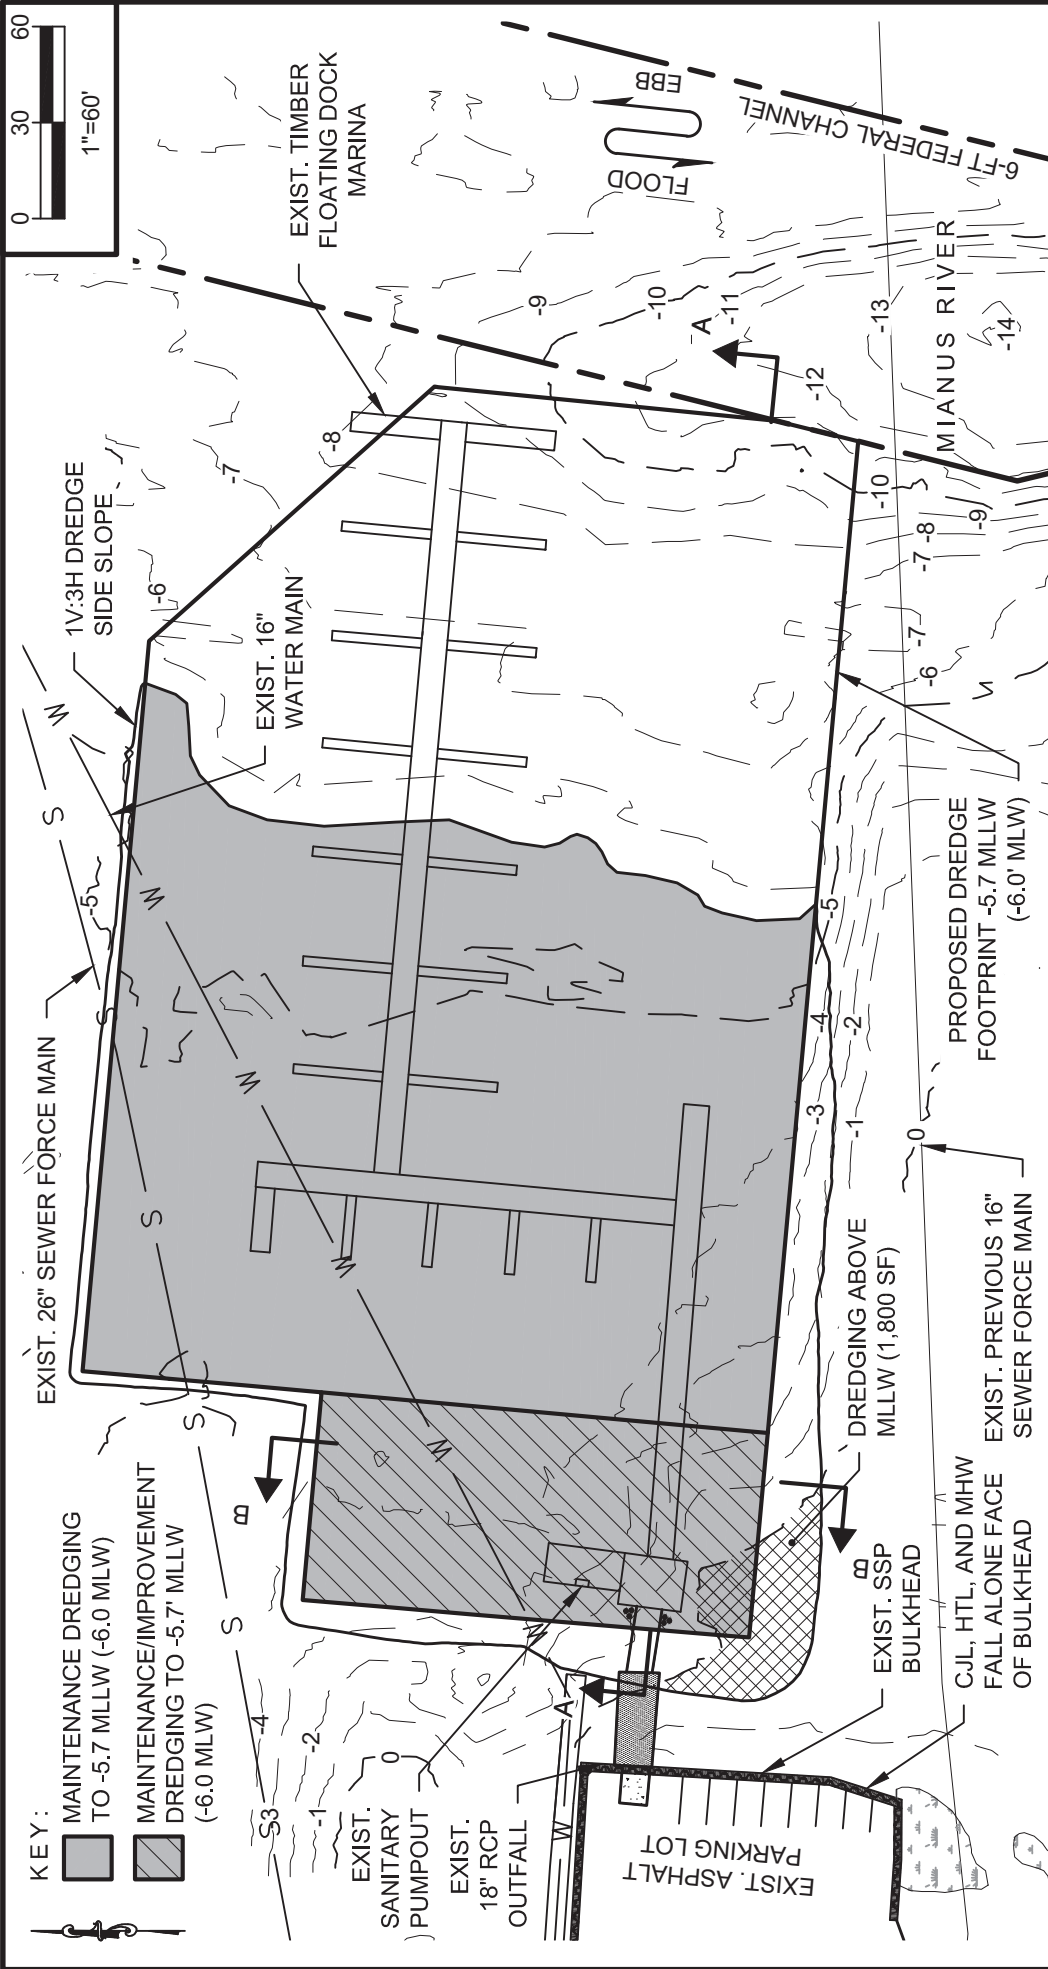 KEY:
MAINTENANCE DREDGING
TO -5.7 MLLW (-6.0 MLW)
MAINTENANCE/IMPROVEMENT
DREDGING TO -5.7' MLLW
(-6.0 MLW)
0 30 60
1"=60'
EXIST. 26" SEWER FORCE MAIN
1V:3H DREDGE
SIDE SLOPE
EXIST. 16"
WATER MAIN
EXIST. TIMBER
FLOATING DOCK
MARINA
EBB
FLOOD
6-FT FEDERAL CHANNEL
MIANUS RIVER
S
S
S
S
S
S
W
W
W
W
W
W
W
-5
-6
-7
-8
-9
-10
-11
-12
-13
-14
-10
-9
-8
-7
-7
-6
-5
-4
-3
-2
-1
0
A
A
B
B
-4
-3
-2
-1
0
S
EXIST.
SANITARY
PUMPOUT
EXIST.
18" RCP
OUTFALL
W
EXIST. ASPHALT
PARKING LOT
EXIST. SSP
BULKHEAD
CJL, HTL, AND MHW
FALL ALONE FACE
OF BULKHEAD
DREDGING ABOVE
MLLW (1,800 SF)
EXIST. PREVIOUS 16"
SEWER FORCE MAIN
PROPOSED DREDGE
FOOTPRINT -5.7 MLLW
(-6.0' MLW)